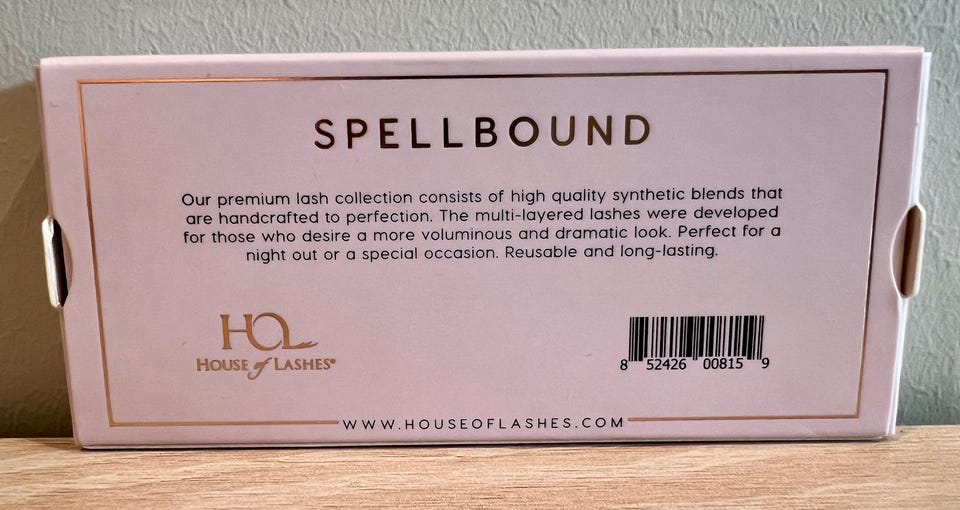 SPELLBOUND
Our premium lash collection consists of high quality synthetic blends that
are handcrafted to perfection. The multi-layered lashes were developed
for those who desire a more voluminous and dramatic look. Perfect for a
night out or a special occasion. Reusable and long-lasting.
HOL
HOUSE of LASHES®
8 52426 00815 9
WWW.HOUSEOFLASHES.COM